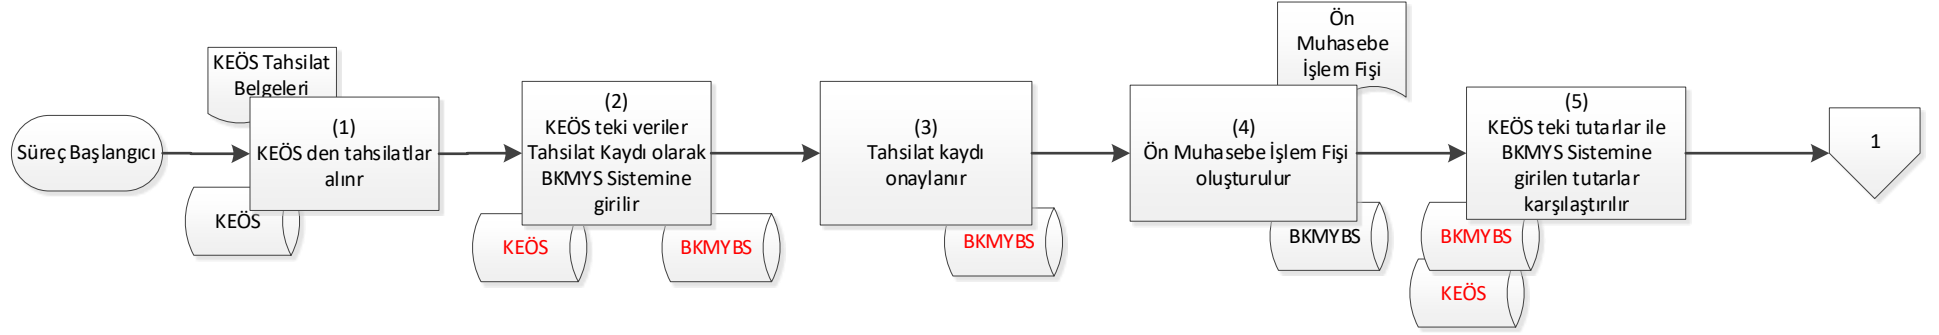 Süreç Başlangıcı
KEÖS Tahsilat
Belgeleri
(1)
KEÖS den tahsilatlar
alınr
KEÖS
(2)
KEÖS teki veriler
Tahsilat Kaydı olarak
BKMYS Sistemine
girilir
KEÖS
BKMYBS
(3)
Tahsilat kaydı
onaylanır
BKMYBS
Ön
Muhasebe
İşlem Fişi
(4)
Ön Muhasebe İşlem Fişi
oluşturulur
BKMYBS
(5)
KEÖS teki tutarlar ile
BKMYS Sistemine
girilen tutarlar
karşılaştırılır
BKMYBS
KEÖS
1